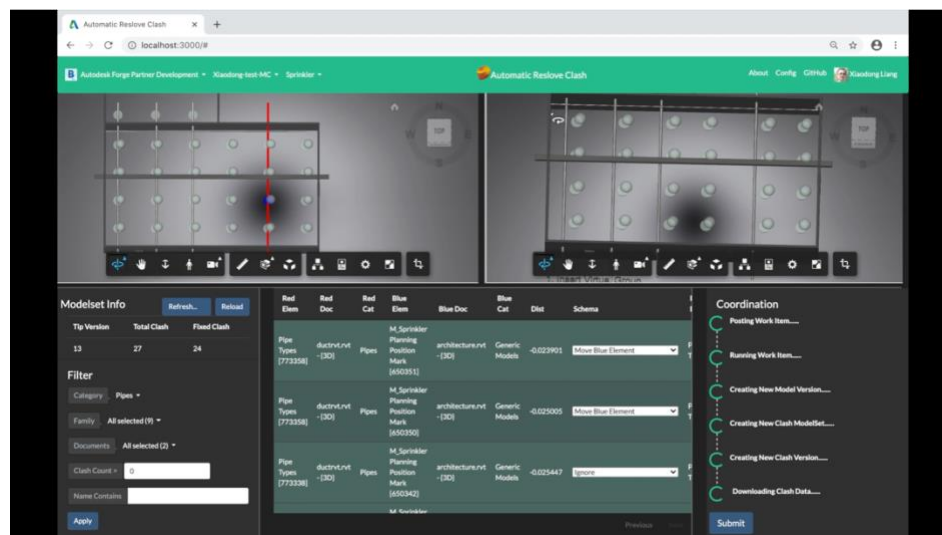 Automatic Reslove Clash
localhost:3000/#
Autodesk Forge Partner Development Xiaodong-test-MC Sprinkler
Automatic Reslove Clash
About Config GitHub Xiaodong Liang
TOP
TOP
Modelset Info Refresh... Reload
Tip Version Total Clash Fixed Clash
13 27 24
Filter
Category Pipes
Family All selected (9)
Documents All selected (2)
Clash Count > 0
Name Contains
Apply
Red Elem Red Doc Red Cat Blue Elem Blue Doc Blue Cat Dist Schema
Pipe Types [773358] ductrvt.rvt -{3D} Pipes M_Sprinkler Planning Position Mark [650351] architecture.rvt -{3D} Generic Models -0.023901 Move Blue Element
Pipe Types [773358] ductrvt.rvt -{3D} Pipes M_Sprinkler Planning Position Mark [650350] architecture.rvt -{3D} Generic Models -0.025005 Move Blue Element
Pipe Types [773338] ductrvt.rvt -{3D} Pipes M_Sprinkler Planning Position Mark [650342] architecture.rvt -{3D} Generic Models -0.025447 Ignore
M_Sprinkler
Previous
Coordination
Posting Work Item.....
Running Work Item.....
Creating New Model Version.....
Creating New Clash ModelSet.....
Creating New Clash Version.....
Downloading Clash Data.....
Submit